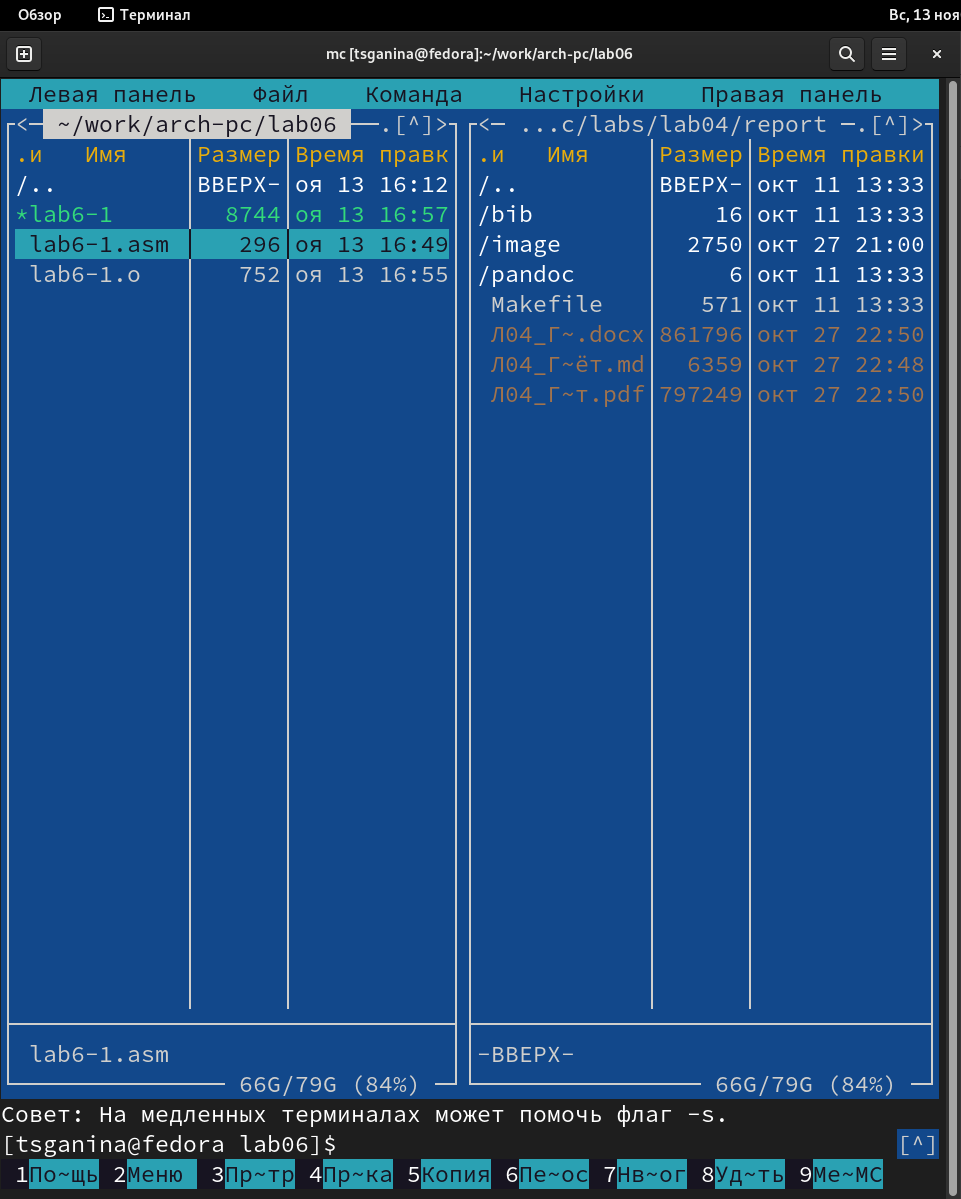 Обзор Терминал Вс, 13 ноя
mc [tsganina@fedora]:~/work/arch-pc/lab06 ×
Левая панель Файл Команда Настройки Правая панель
<─ ~/work/arch-pc/lab06 ──.[^]> <─ ...c/labs/lab04/report ─.[^]>
.и Имя Размер Время правк .и Имя Размер Время правки
/.. ВВЕРХ- оя 13 16:12 /.. ВВЕРХ- окт 11 13:33
*lab6-1 8744 оя 13 16:57 /bib 16 окт 11 13:33
lab6-1.asm 296 оя 13 16:49 /image 2750 окт 27 21:00
lab6-1.o 752 оя 13 16:55 /pandoc 6 окт 11 13:33
Makefile 571 окт 11 13:33
Л04_Г~.docx 861796 окт 27 22:50
Л04_Г~ёт.md 6359 окт 27 22:48
Л04_Г~т.pdf 797249 окт 27 22:50
lab6-1.asm -ВВЕРХ-
66G/79G (84%) 66G/79G (84%)
Совет: На медленных терминалах может помочь флаг -s.
[tsganina@fedora lab06]$ [^]
1По~щь 2Меню 3Пр~тр 4Пр~ка 5Копия 6Пе~ос 7Нв~ог 8Уд~ть 9Ме~МС